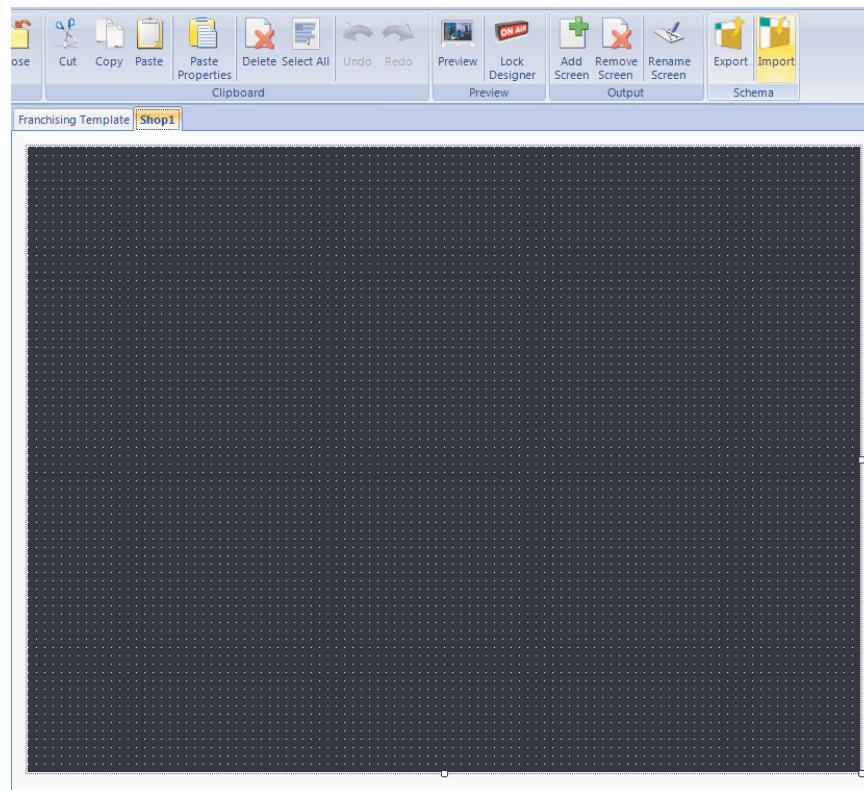 ose Cut Copy Paste Paste Properties Delete Select All Undo Redo Preview Lock Designer Add Screen Remove Screen Rename Screen Export Import
Clipboard Preview Output Schema
Franchising Template Shop1
ON AIR